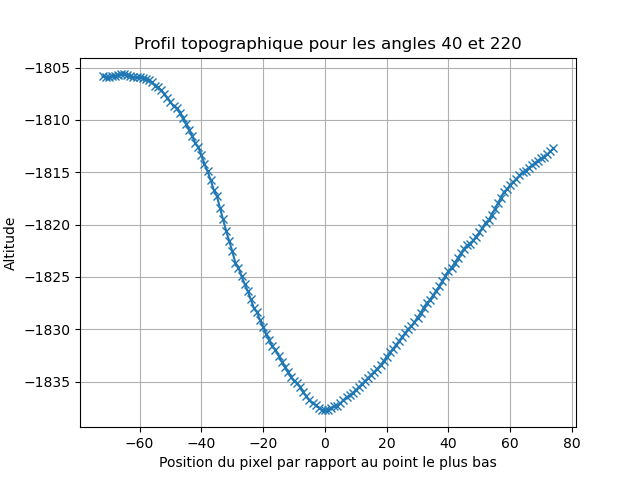 Profil topographique pour les angles 40 et 220
−1805
−1810
−1815
−1820
−1825
−1830
−1835
Altitude
−60 −40 −20 0 20 40 60 80
Position du pixel par rapport au point le plus bas